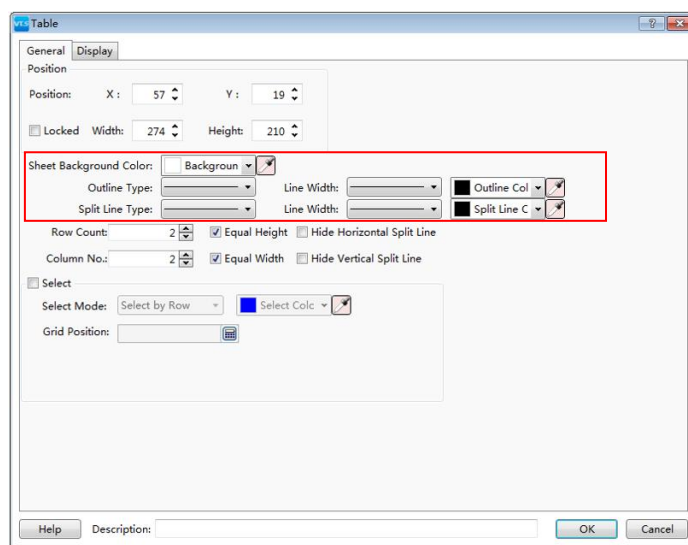 VTS Table
General Display
Position
Position: X : 57 Y : 19
Locked Width: 274 Height: 210
Sheet Background Color: Backgroun
Outline Type: Line Width: Outline Col
Split Line Type: Line Width: Split Line C
Row Count: 2 Equal Height Hide Horizontal Split Line
Column No.: 2 Equal Width Hide Vertical Split Line
Select
Select Mode: Select by Row Select Colc
Grid Position:
Help Description: OK Cancel